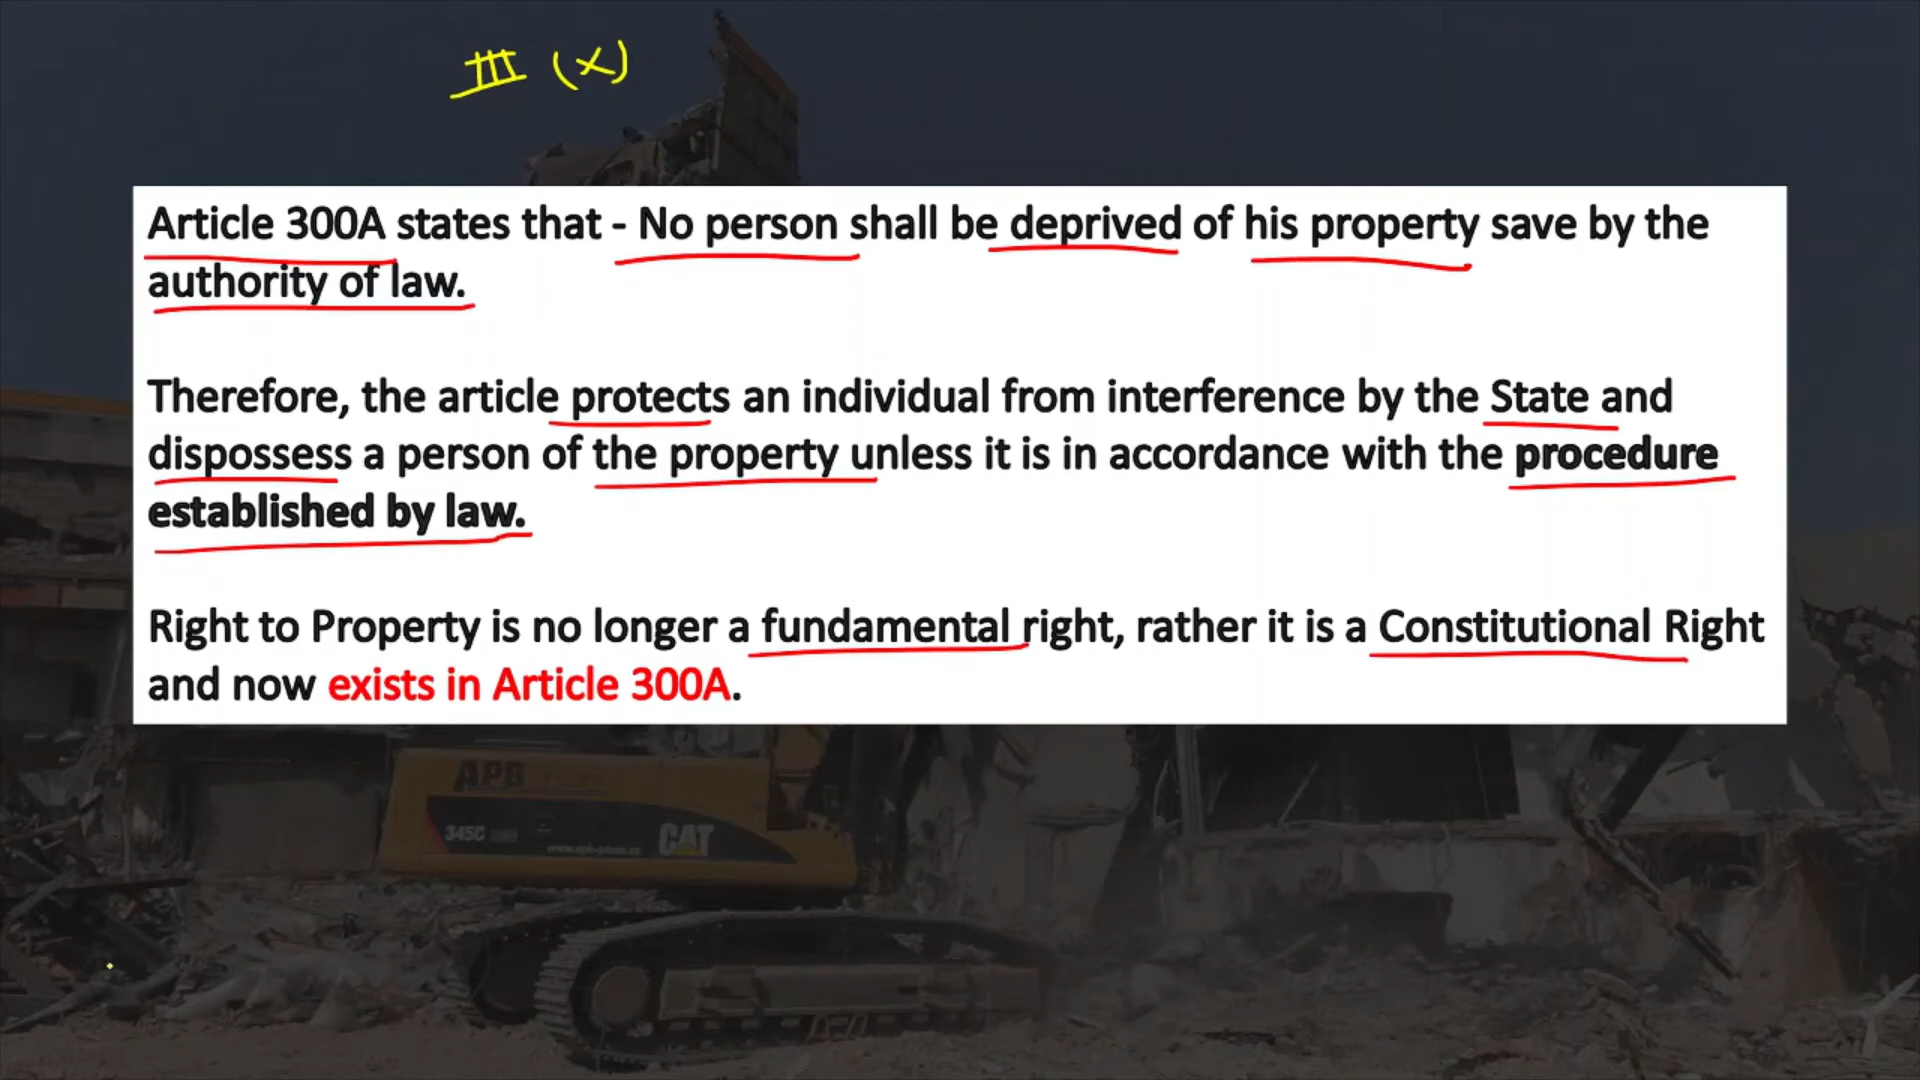 III (x)
Article 300A states that - No person shall be deprived of his property save by the
authority of law.
Therefore, the article protects an individual from interference by the State and
dispossess a person of the property unless it is in accordance with the procedure
established by law.
Right to Property is no longer a fundamental right, rather it is a Constitutional Right
and now exists in Article 300A.
APB
345C
CAT